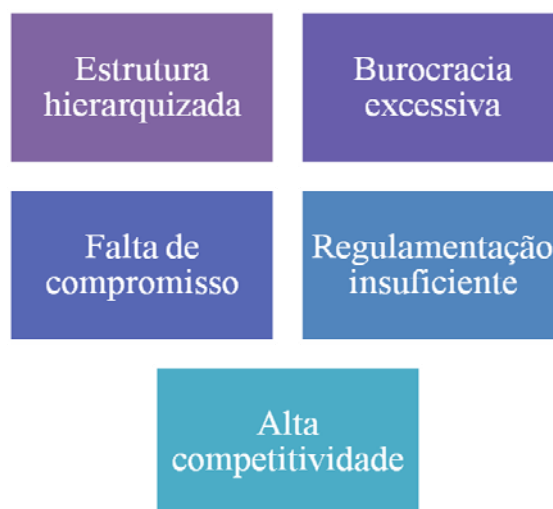 Estrutura
hierarquizada
Burocracia
excessiva
Falta de
compromisso
Regulamentação
insuficiente
Alta
competitividade